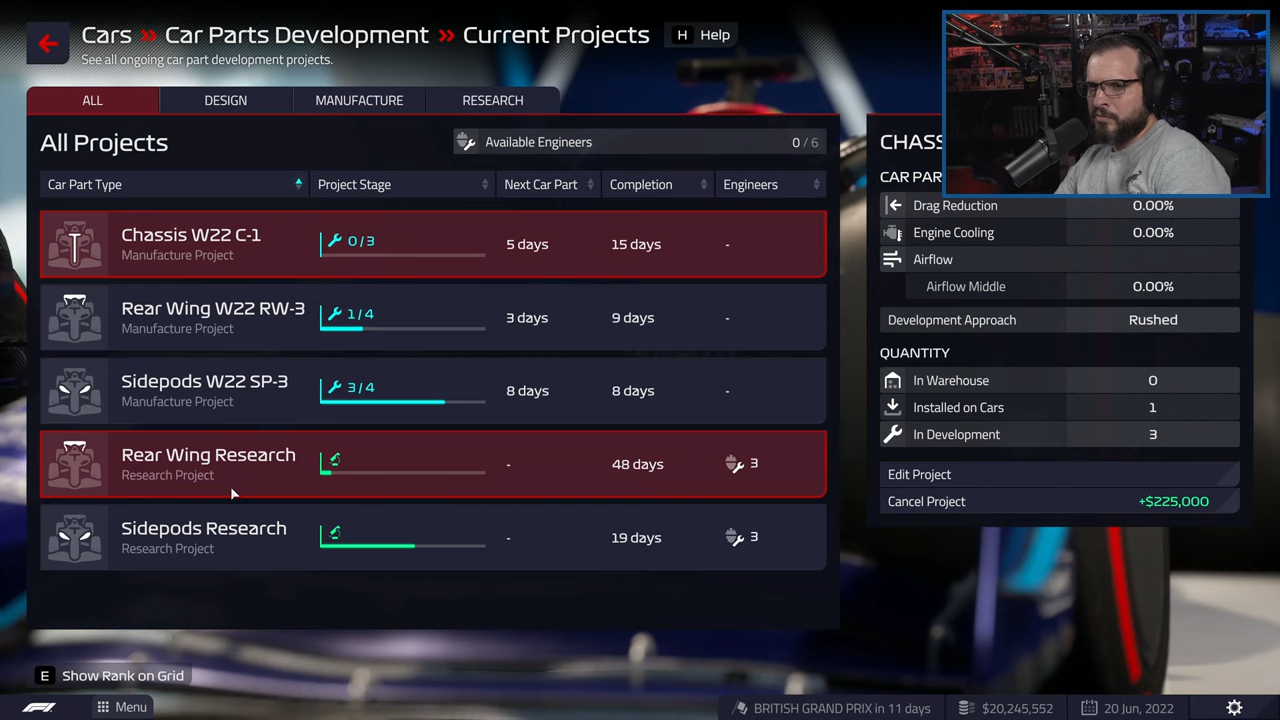 Cars » Car Parts Development » Current Projects H Help
See all ongoing car part development projects.
ALL DESIGN MANUFACTURE RESEARCH
All Projects Available Engineers 0 / 6
Car Part Type Project Stage Next Car Part Completion Engineers
Chassis W22 C-1
Manufacture Project
0/3 5 days 15 days -
Rear Wing W22 RW-3
Manufacture Project
1/4 3 days 9 days -
Sidepods W22 SP-3
Manufacture Project
3/4 8 days 8 days -
Rear Wing Research
Research Project
- 48 days 3
Sidepods Research
Research Project
- 19 days 3
CHASS
CAR PAR
Drag Reduction 0.00%
Engine Cooling 0.00%
Airflow
Airflow Middle 0.00%
Development Approach Rushed
QUANTITY
In Warehouse 0
Installed on Cars 1
In Development 3
Edit Project
Cancel Project +$225,000
E Show Rank on Grid
F1 Menu BRITISH GRAND PRIX in 11 days $20,245,552 20 Jun, 2022